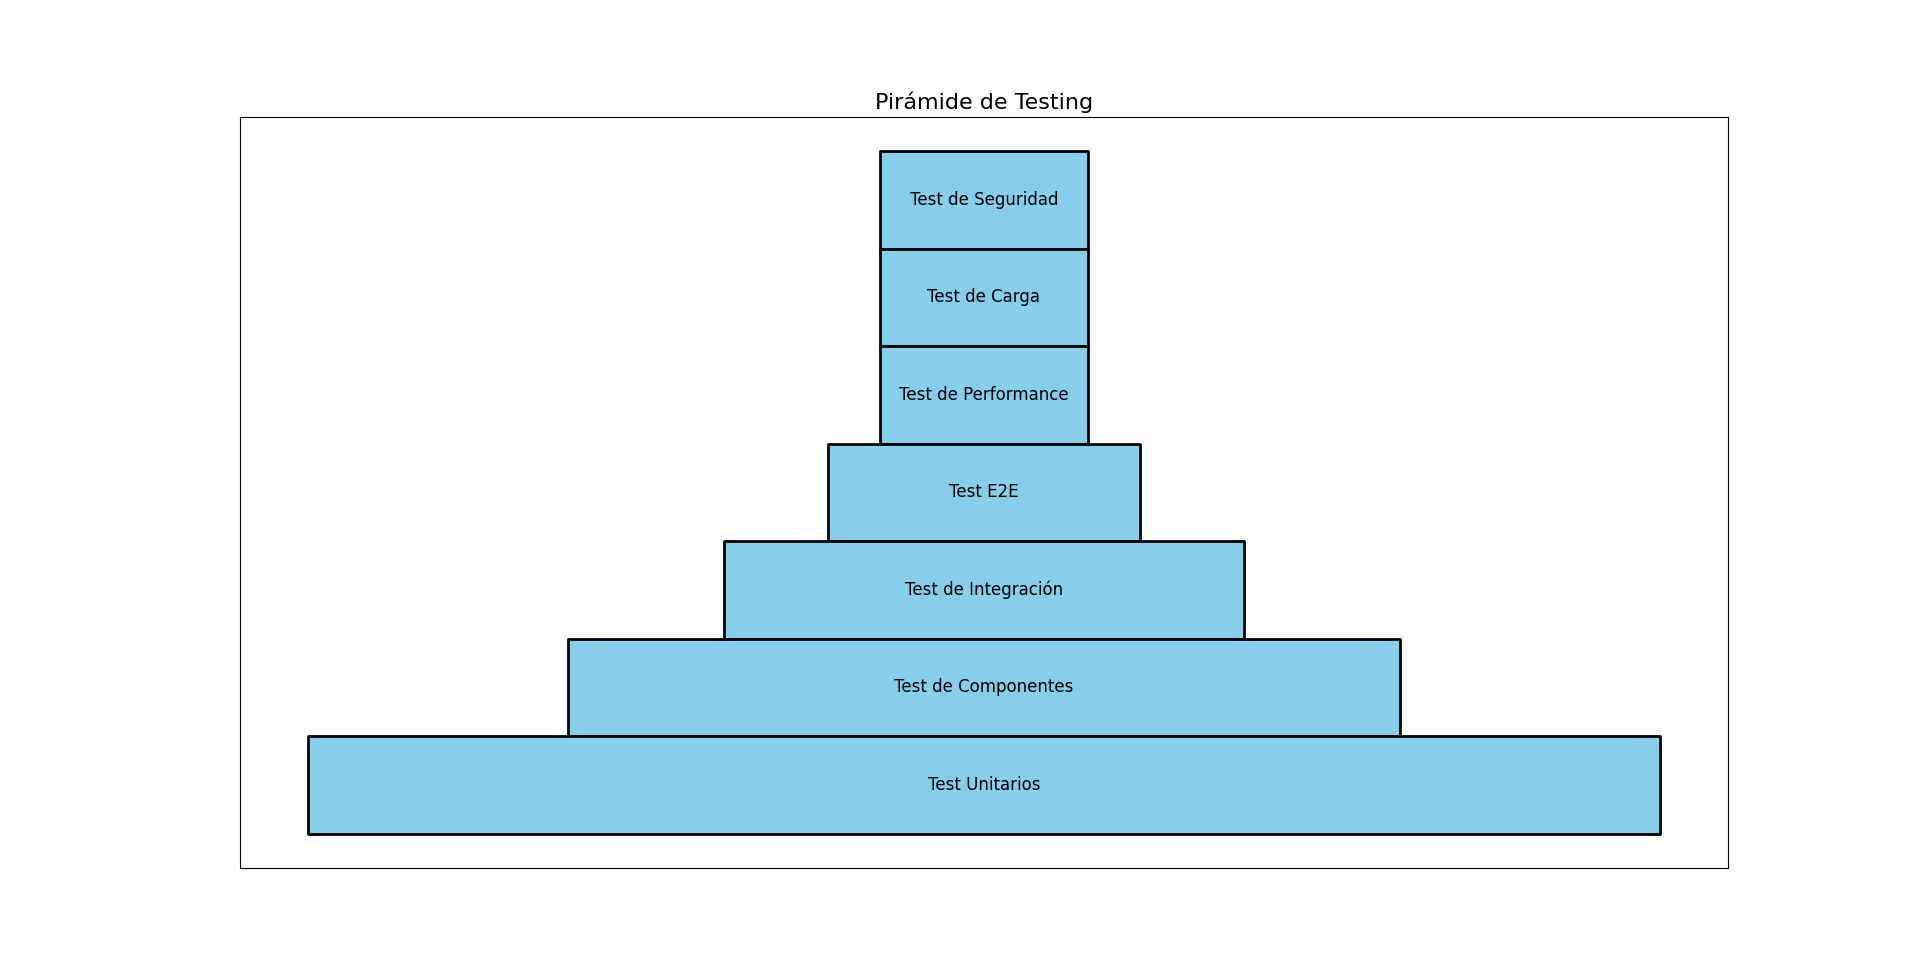 Pirámide de Testing
Test de Seguridad
Test de Carga
Test de Performance
Test E2E
Test de Integración
Test de Componentes
Test Unitarios